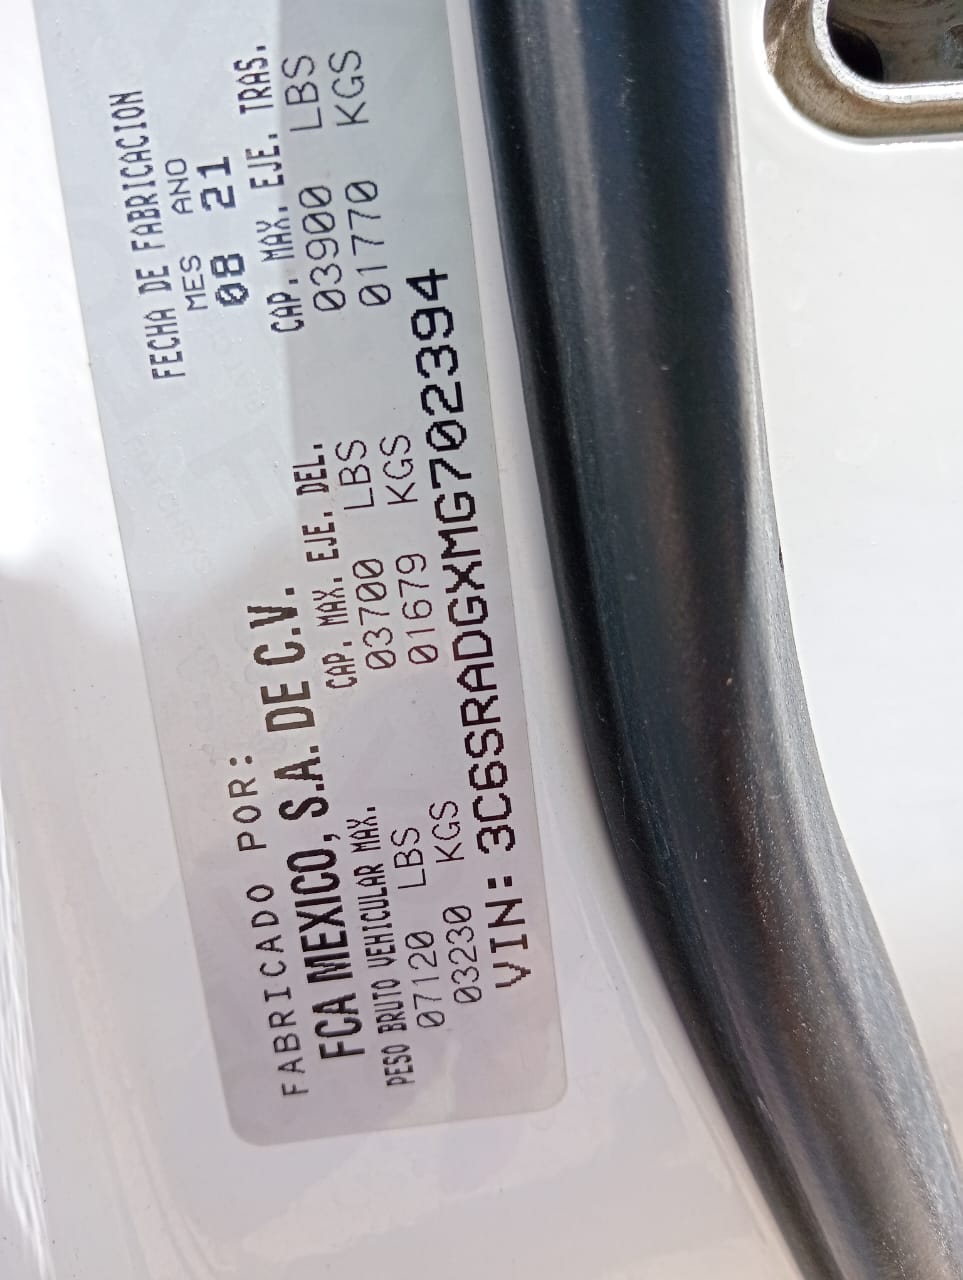 FECHA DE FABRICACION
MES AÑO
08 21
FABRICADO POR:
FCA MEXICO, S.A. DE C.V.
PESO BRUTO VEHICULAR MAX. CAP. MAX. EJE. DEL. CAP. MAX. EJE. TRAS.
07120 LBS 03700 LBS 03900 LBS
03230 KGS 01679 KGS 01770 KGS
VIN: 3C6SRADGXMG702394